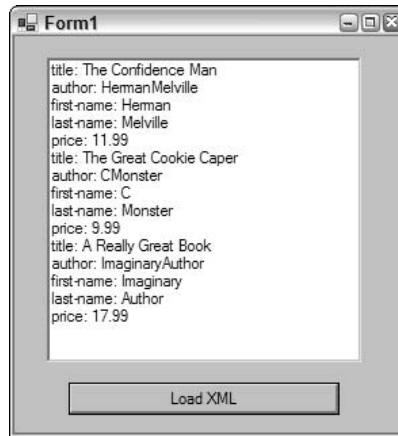 Form1
title: The Confidence Man
author: HermanMelville
first-name: Herman
last-name: Melville
price: 11.99
title: The Great Cookie Caper
author: CMonster
first-name: C
last-name: Monster
price: 9.99
title: A Really Great Book
author: ImaginaryAuthor
first-name: Imaginary
last-name: Author
price: 17.99
Load XML